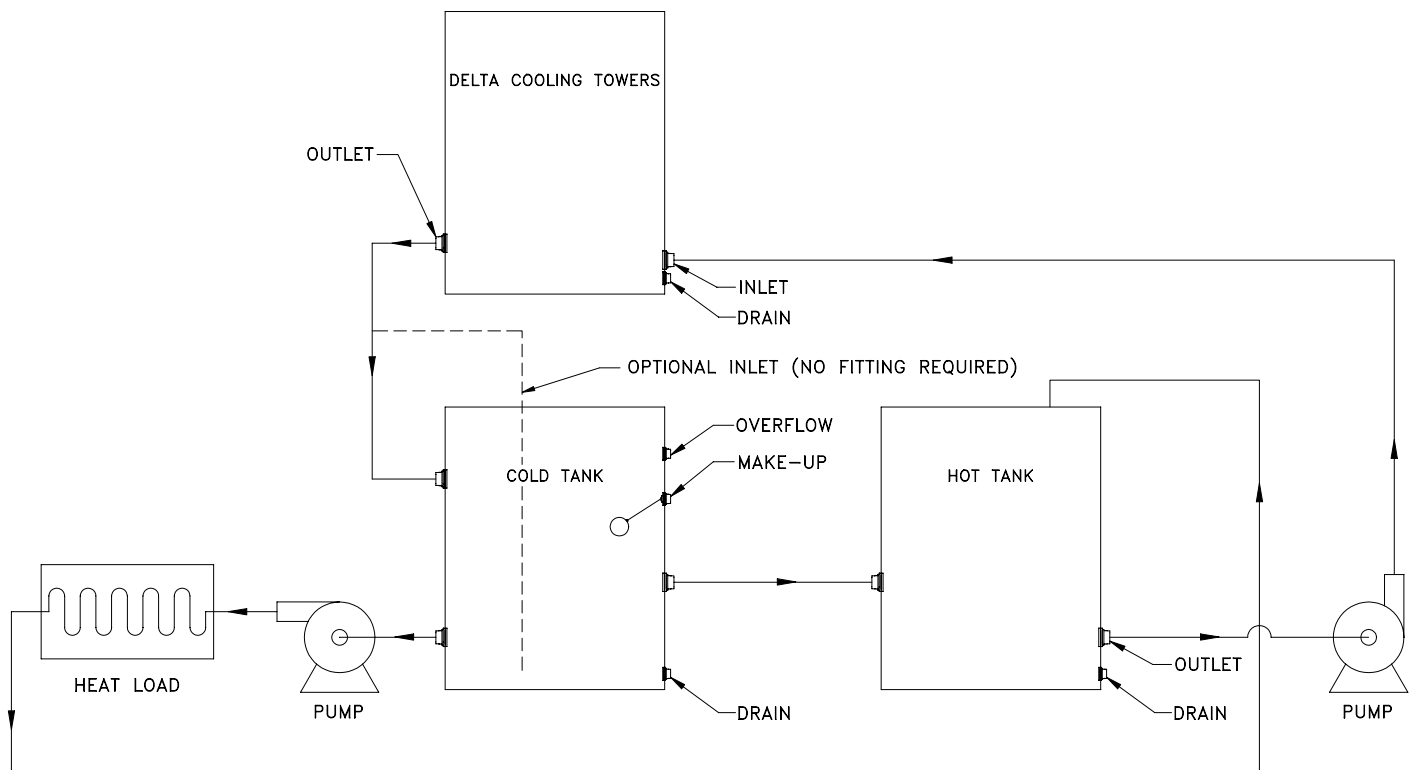 DELTA COOLING TOWERS
OUTLET
INLET
DRAIN
OPTIONAL INLET (NO FITTING REQUIRED)
OVERFLOW
MAKE-UP
COLD TANK
HOT TANK
HEAT LOAD
PUMP
DRAIN
OUTLET
DRAIN
PUMP